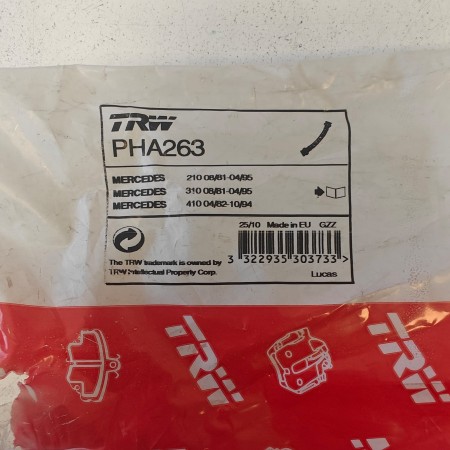 TRW
PHA263
MERCEDES 210 08/81-04/95
MERCEDES 310 08/81-04/95
MERCEDES 410 04/82-10/94
25/10 Made in EU GZZ
The TRW trademark is owned by
TRW Intellectual Property Corp.
3 322935 303733 >
Lucas
TRW
TRW
TRW
TRW